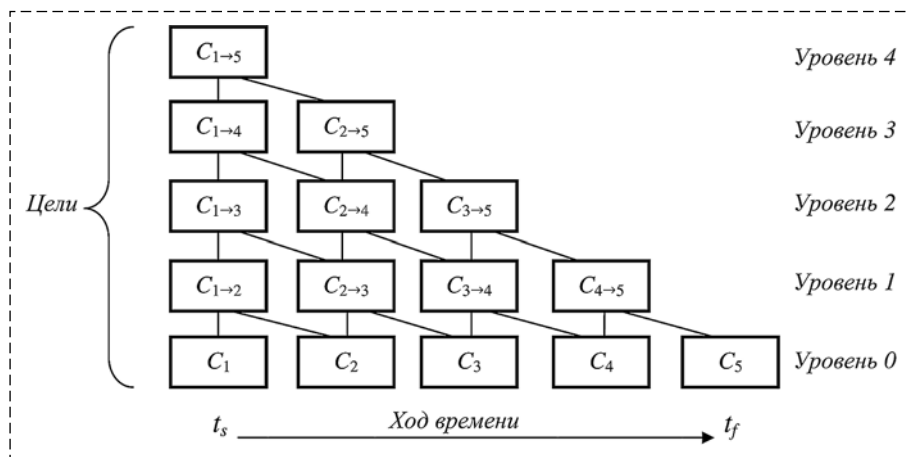 C₁→₅ Уровень 4
C₁→₄ C₂→₅ Уровень 3
Цели C₁→₃ C₂→₄ C₃→₅ Уровень 2
C₁→₂ C₂→₃ C₃→₄ C₄→₅ Уровень 1
C₁ C₂ C₃ C₄ C₅ Уровень 0
tₛ Ход времени t_f